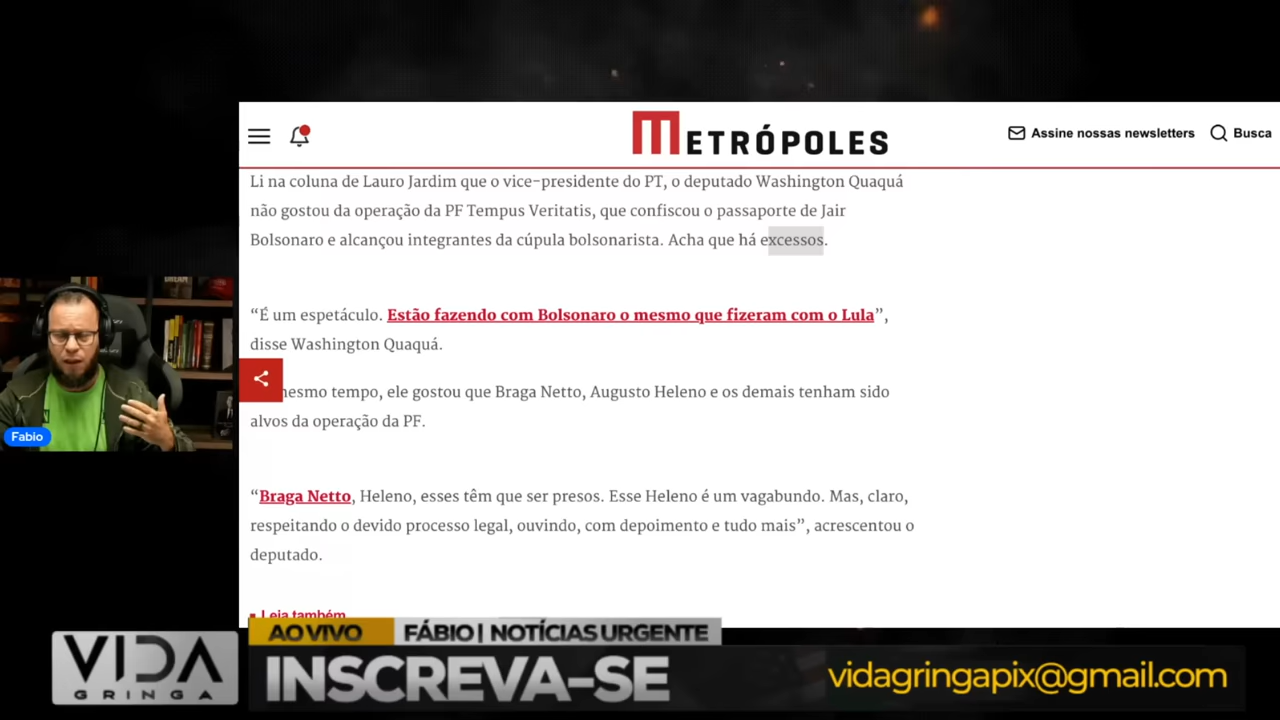 METRÓPOLES
Assine nossas newsletters
Busca
Li na coluna de Lauro Jardim que o vice-presidente do PT, o deputado Washington Quaquá
não gostou da operação da PF Tempus Veritatis, que confiscou o passaporte de Jair
Bolsonaro e alcançou integrantes da cúpula bolsonarista. Acha que há excessos.
“É um espetáculo. Estão fazendo com Bolsonaro o mesmo que fizeram com o Lula”,
disse Washington Quaquá.
mesmo tempo, ele gostou que Braga Netto, Augusto Heleno e os demais tenham sido
alvos da operação da PF.
“Braga Netto, Heleno, esses têm que ser presos. Esse Heleno é um vagabundo. Mas, claro,
respeitando o devido processo legal, ouvindo, com depoimento e tudo mais”, acrescentou o
deputado.
Leia também
Fabio
VIDA
GRINGA
AO VIVO
FÁBIO | NOTÍCIAS URGENTE
INSCREVA-SE
vidagringapix@gmail.com